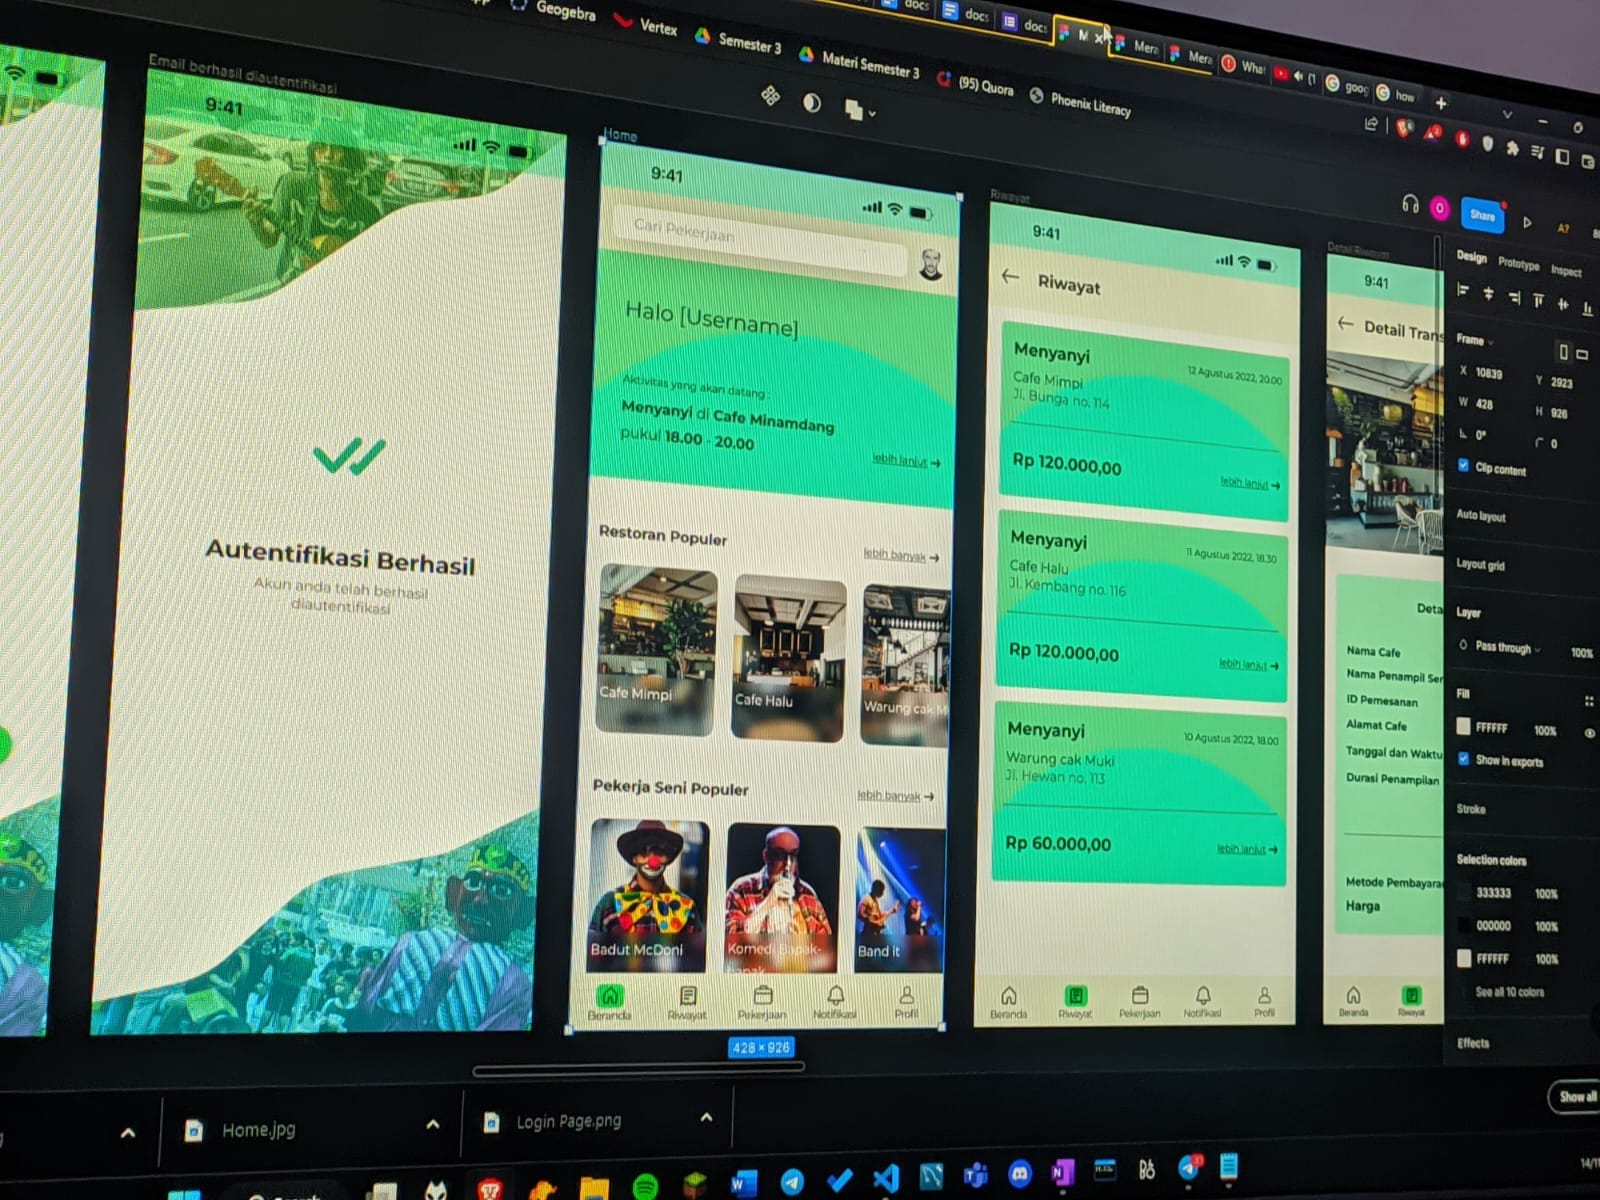 Geogebra
Vertex
Semester 3
Materi Semester 3
(95) Quora
Phoenix Literacy
docs
docs
docs
M
Mera
Mera
What
(1
goog
how
Share
A?
Email berhasil diautentifikasi
9:41
Autentifikasi Berhasil
Akun anda telah berhasil
diautentifikasi
Home
9:41
Cari Pekerjaan
Halo [Username]
Aktivitas yang akan datang :
Menyanyi di Cafe Minamdang
pukul 18.00 - 20.00
lebih lanjut →
Restoran Populer
lebih banyak →
Cafe Mimpi
Cafe Halu
Warung cak M
Pekerja Seni Populer
lebih banyak →
Badut McDoni
Komedi Bapak-
bapak
Band it
Beranda
Riwayat
Pekerjaan
Notifikasi
Profil
428 × 926
Riwayat
9:41
← Riwayat
Menyanyi
12 Agustus 2022, 20.00
Cafe Mimpi
Jl. Bunga no. 114
Rp 120.000,00
lebih lanjut →
Menyanyi
11 Agustus 2022, 18.30
Cafe Halu
Jl. Kembang no. 116
Rp 120.000,00
lebih lanjut →
Menyanyi
10 Agustus 2022, 18.00
Warung cak Muki
Jl. Hewan no. 113
Rp 60.000,00
lebih lanjut →
Beranda
Riwayat
Pekerjaan
Notifikasi
Profil
Detail Riwayat
9:41
← Detail Trans
Deta
Nama Cafe
Nama Penampil Ser
ID Pemesanan
Alamat Cafe
Tanggal dan Waktu
Durasi Penampilan
Metode Pembayara
Harga
Beranda
Riwayat
Design
Prototype
Inspect
Frame
X 10839
Y 2923
W 428
H 926
0°
0
Clip content
Auto layout
Layout grid
Layer
Pass through
100%
Fill
FFFFFF
100%
Show in exports
Stroke
Selection colors
333333
100%
000000
100%
FFFFFF
100%
See all 10 colors
Effects
Home.jpg
Login Page.png
Show all
14/11